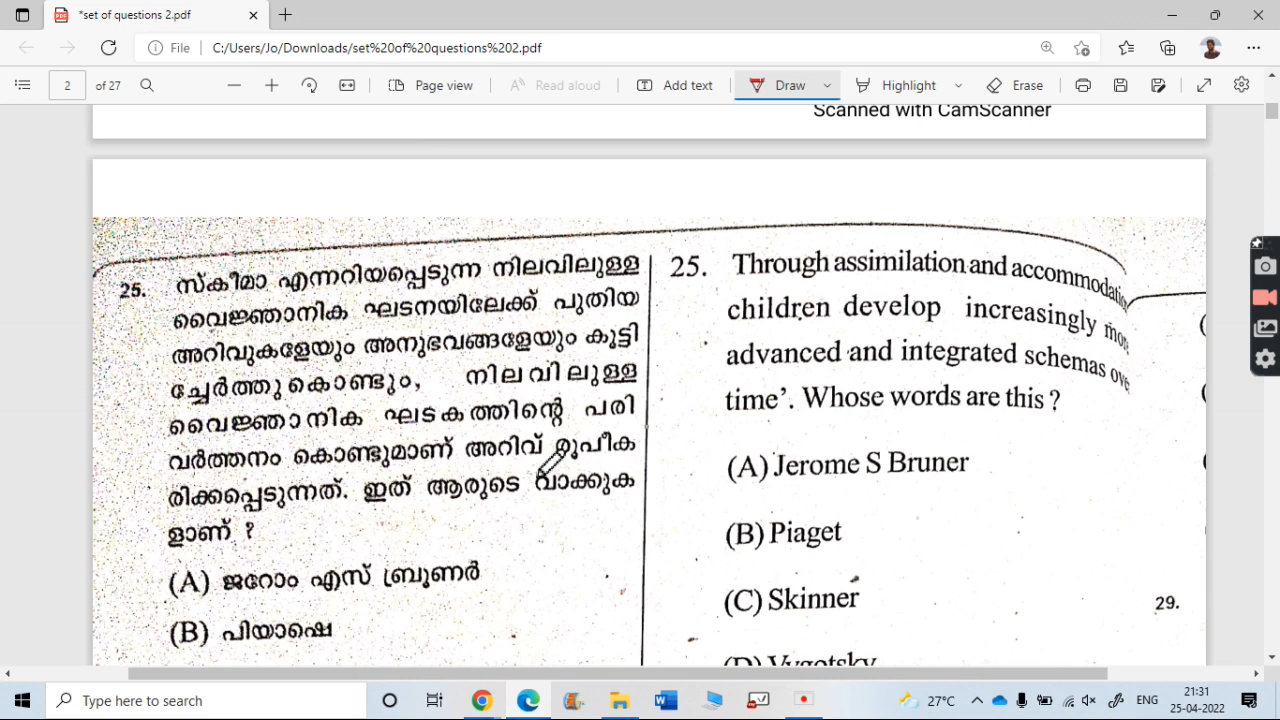 *set of questions 2.pdf
File
C:/Users/Jo/Downloads/set%20of%20questions%202.pdf
2 of 27
Page view
Read aloud
Add text
Draw
Highlight
Erase
Scanned with CamScanner
25. സ്കീമാ എന്നറിയപ്പെടുന്ന നിലവിലുള്ള
വൈജ്ഞാനിക ഘടനയിലേക്ക് പുതിയ
അറിവുകളേയും അനുഭവങ്ങളേയും കൂട്ടി
ച്ചേർത്തുകൊണ്ടും, നിലവിലുള്ള
വൈജ്ഞാനിക ഘടകത്തിന്റെ പരി
വർത്തനം കൊണ്ടുമാണ് അറിവ് രൂപീക
രിക്കപ്പെടുന്നത്. ഇത് ആരുടെ വാക്കുക
ളാണ് ?
(A) ജറോം എസ് ബ്രൂണർ
(B) പിയാഷെ
25. Through assimilation and accommodatio
children develop increasingly more
advanced and integrated schemas ove
time'. Whose words are this ?
(A) Jerome S Bruner
(B) Piaget
(C) Skinner
(D) Vygotsky
29.
Type here to search
27°C
ENG
21:31
25-04-2022